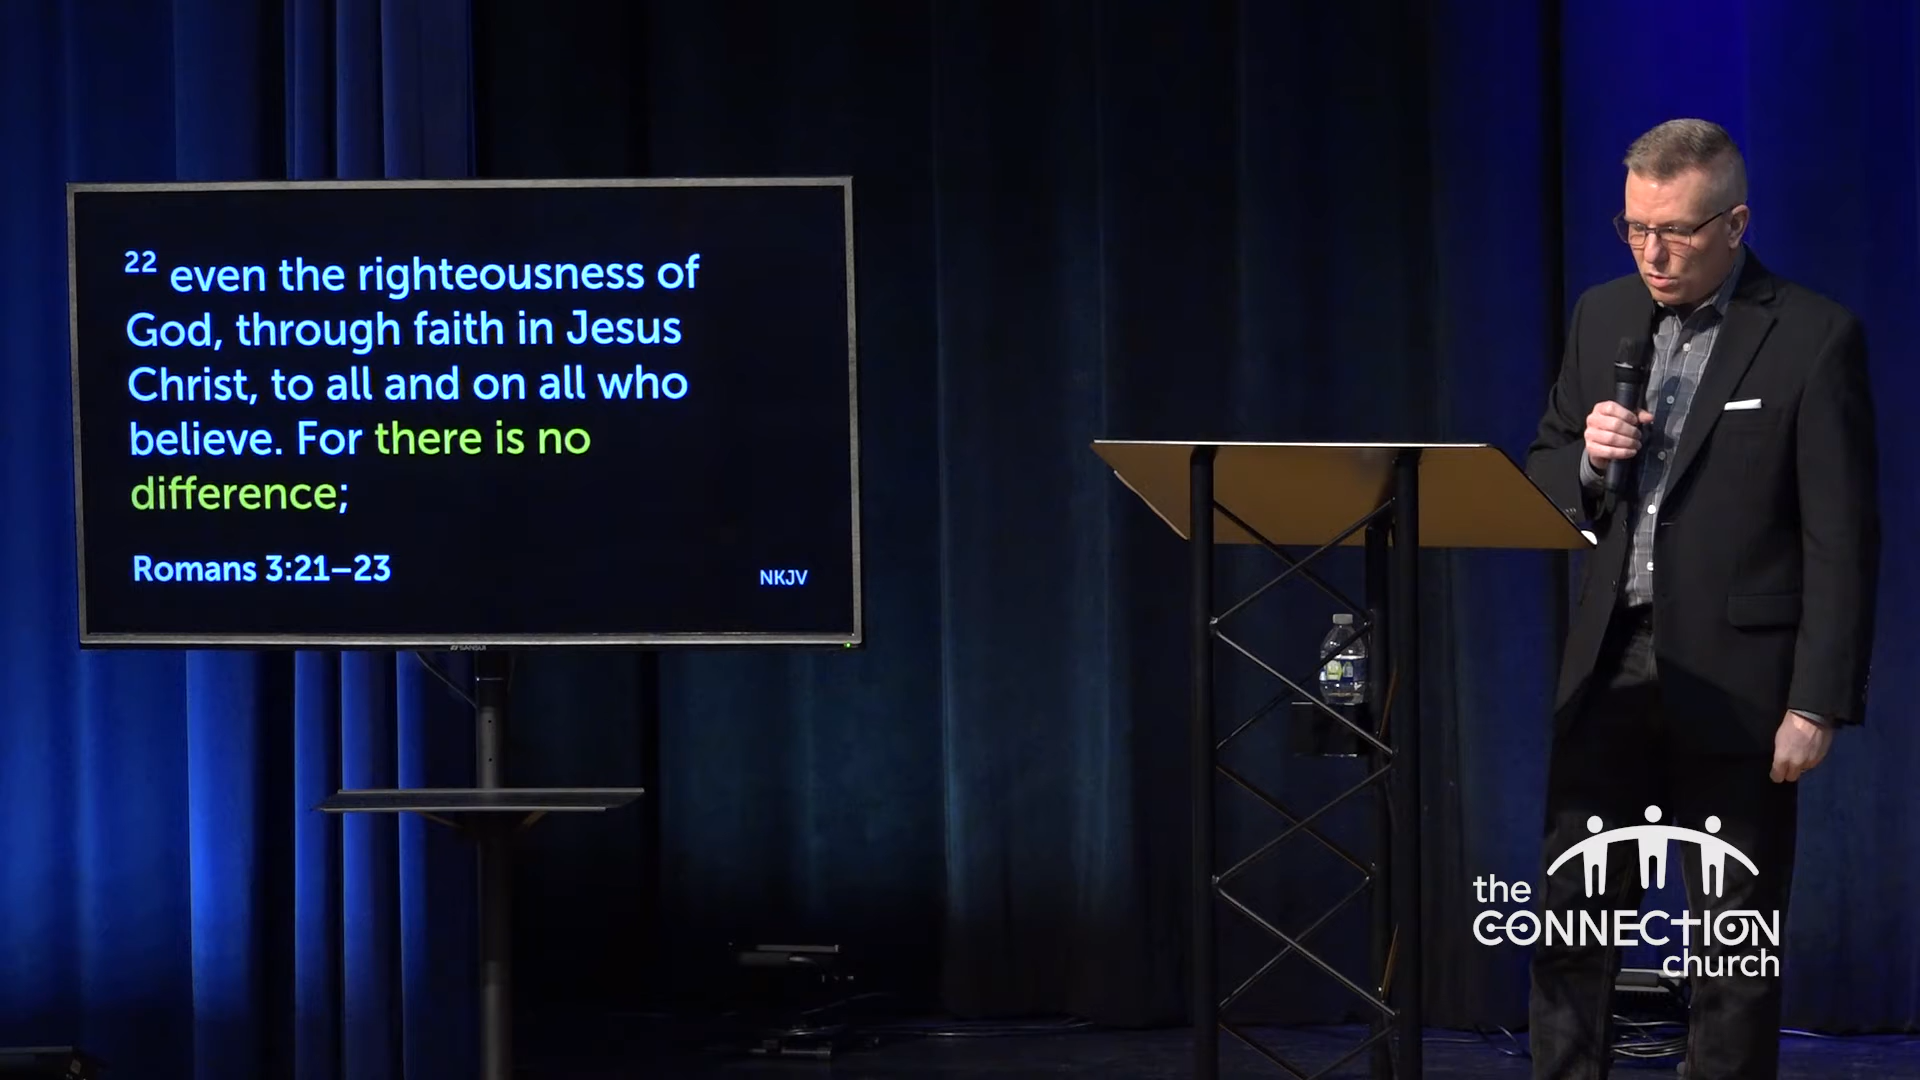 22 even the righteousness of
God, through faith in Jesus
Christ, to all and on all who
believe. For there is no
difference;
Romans 3:21–23
NKJV
SANSUI
the
CONNECTION
church